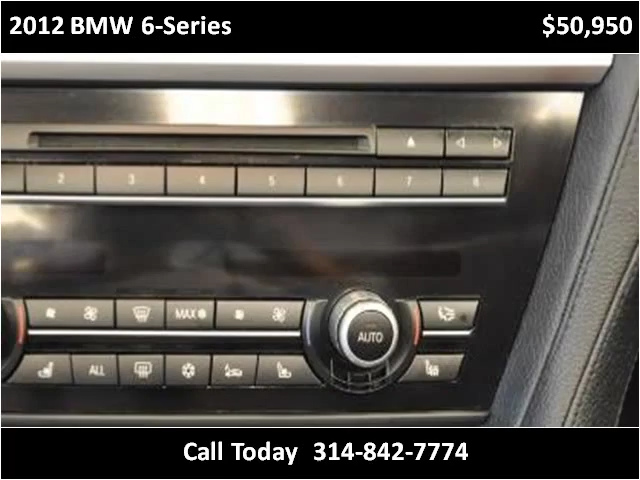 2012 BMW 6-Series $50,950
2 3 4 5 6 7 8
MAX
AUTO
ALL
Call Today 314-842-7774